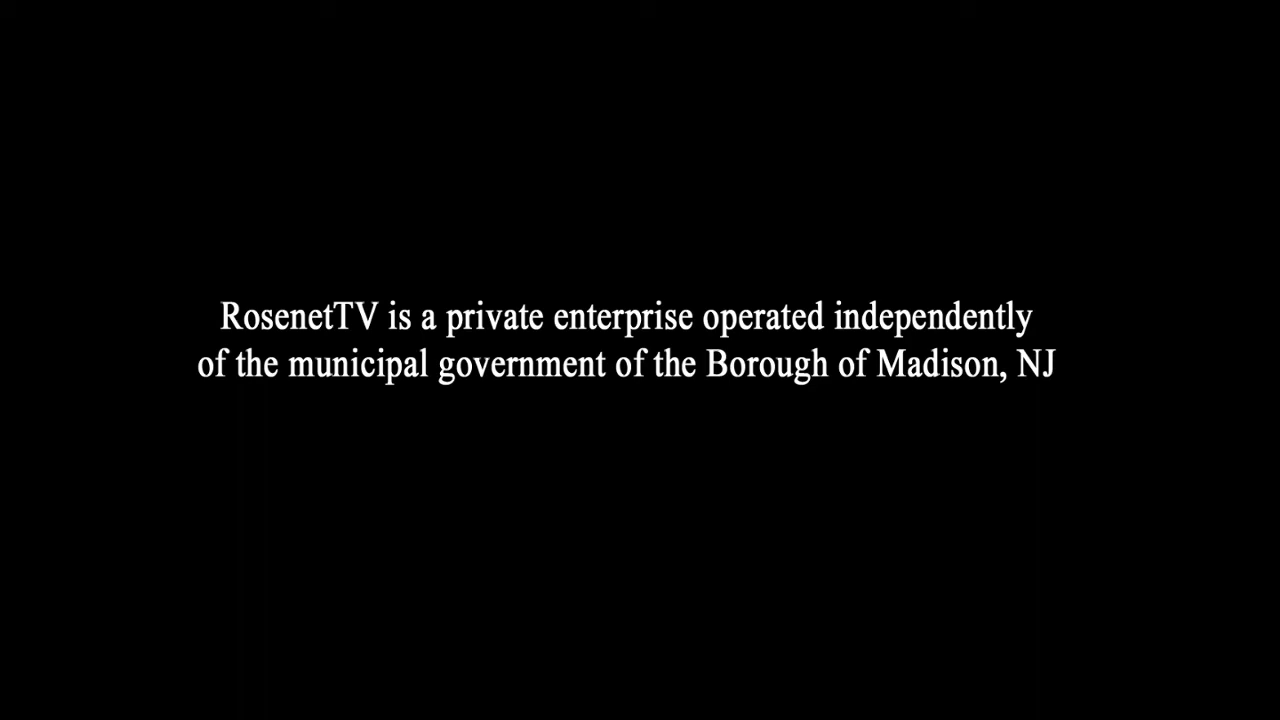 RosenetTV is a private enterprise operated independently
of the municipal government of the Borough of Madison, NJ